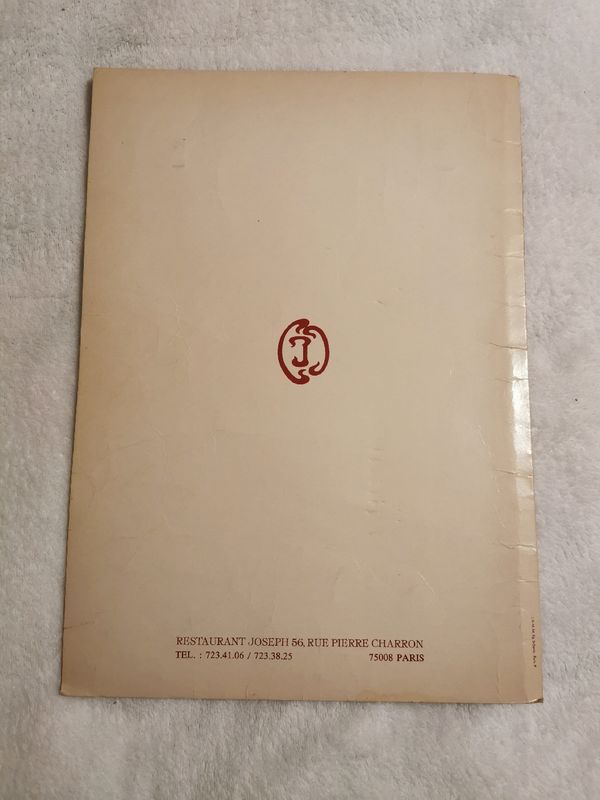 J
RESTAURANT JOSEPH 56, RUE PIERRE CHARRON
TEL. : 723.41.06 / 723.38.25 75008 PARIS